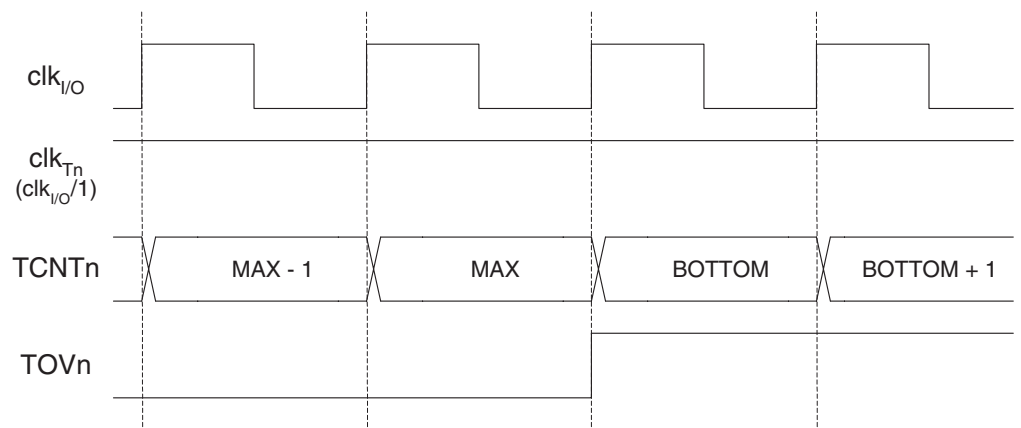 clkI/O
clkTn
(clkI/O/1)
TCNTn
MAX - 1
MAX
BOTTOM
BOTTOM + 1
TOVn